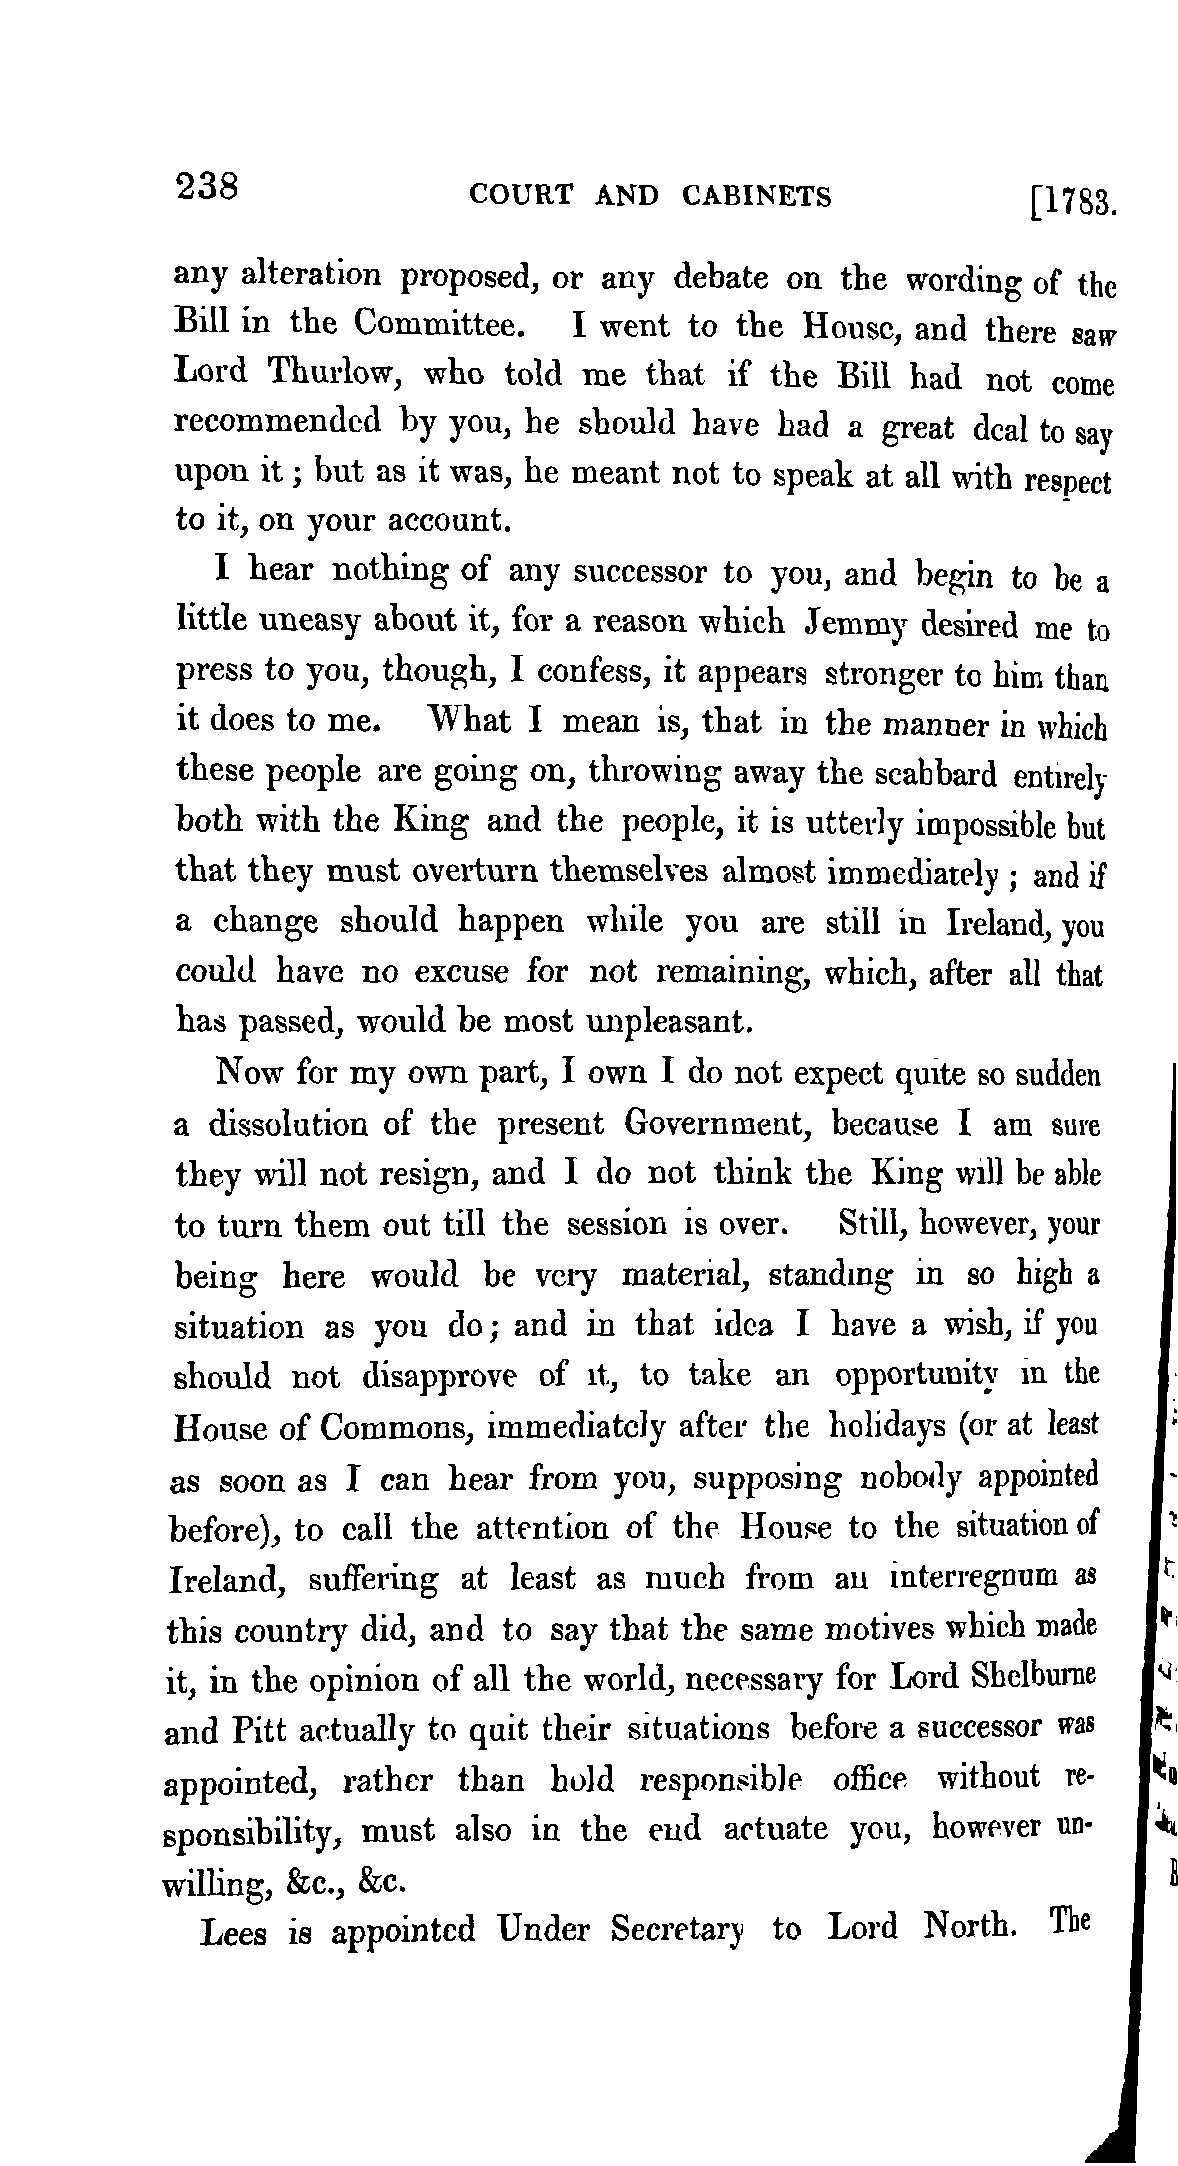 238 COURT AND CABINETS [1783.
any alteration proposed, or any debate on the wording of the
Bill in the Committee. I went to the House, and there saw
Lord Thurlow, who told me that if the Bill had not come
recommended by you, he should have had a great deal to say
upon it ; but as it was, he meant not to speak at all with respect
to it, on your account.
I hear nothing of any successor to you, and begin to be a
little uneasy about it, for a reason which Jemmy desired me to
press to you, though, I confess, it appears stronger to him than
it does to me. What I mean is, that in the manner in which
these people are going on, throwing away the scabbard entirely
both with the King and the people, it is utterly impossible but
that they must overturn themselves almost immediately ; and if
a change should happen while you are still in Ireland, you
could have no excuse for not remaining, which, after all that
has passed, would be most unpleasant.
Now for my own part, I own I do not expect quite so sudden
a dissolution of the present Government, because I am sure
they will not resign, and I do not think the King will be able
to turn them out till the session is over. Still, however, your
being here would be very material, standing in so high a
situation as you do; and in that idea I have a wish, if you
should not disapprove of it, to take an opportunity in the
House of Commons, immediately after the holidays (or at least
as soon as I can hear from you, supposing nobody appointed
before), to call the attention of the House to the situation of
Ireland, suffering at least as much from an interregnum as
this country did, and to say that the same motives which made
it, in the opinion of all the world, necessary for Lord Shelburne
and Pitt actually to quit their situations before a successor was
appointed, rather than hold responsible office without re-
sponsibility, must also in the end actuate you, however un-
willing, &c., &c.
Lees is appointed Under Secretary to Lord North. The